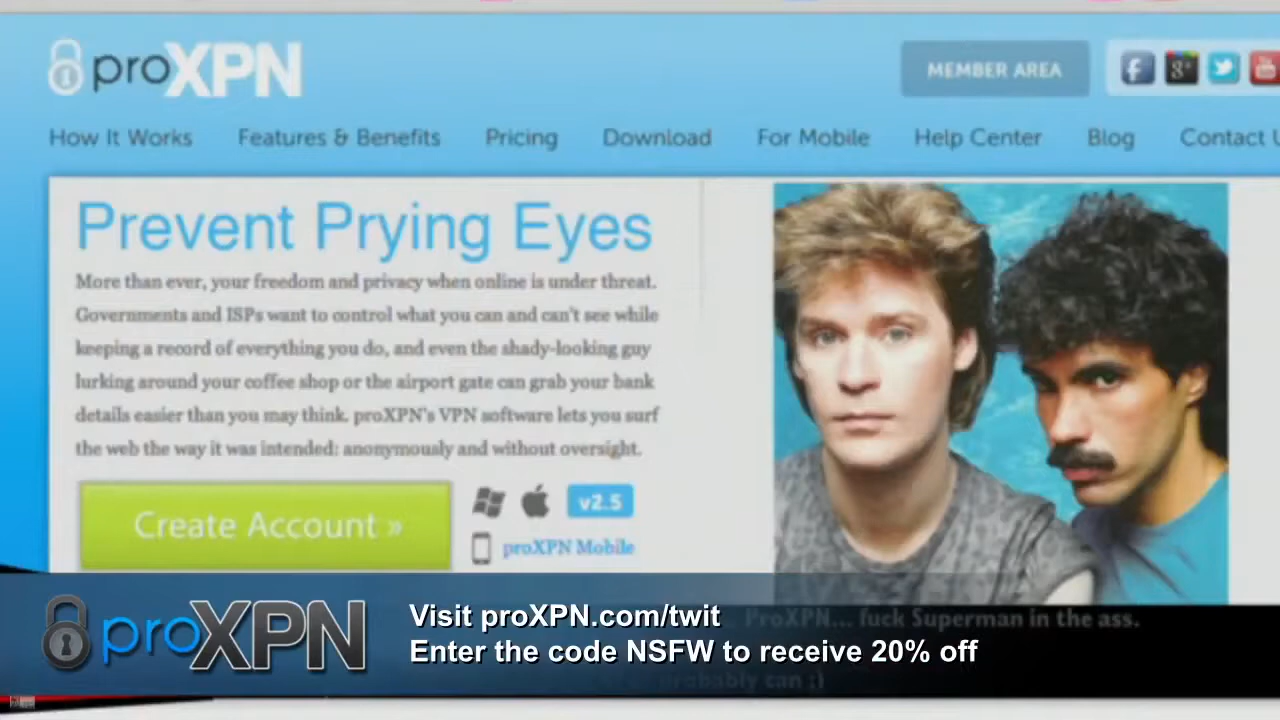 proXPN
MEMBER AREA
How It Works Features & Benefits Pricing Download For Mobile Help Center Blog Contact U
Prevent Prying Eyes
More than ever, your freedom and privacy when online is under threat.
Governments and ISPs want to control what you can and can't see while
keeping a record of everything you do, and even the shady-looking guy
lurking around your coffee shop or the airport gate can grab your bank
details easier than you may think. proXPN's VPN software lets you surf
the web the way it was intended: anonymously and without oversight.
Create Account »
v2.5
proXPN Mobile
proXPN
Visit proXPN.com/twit
Enter the code NSFW to receive 20% off
ProXPN... fuck Superman in the ass.
probably can ;)